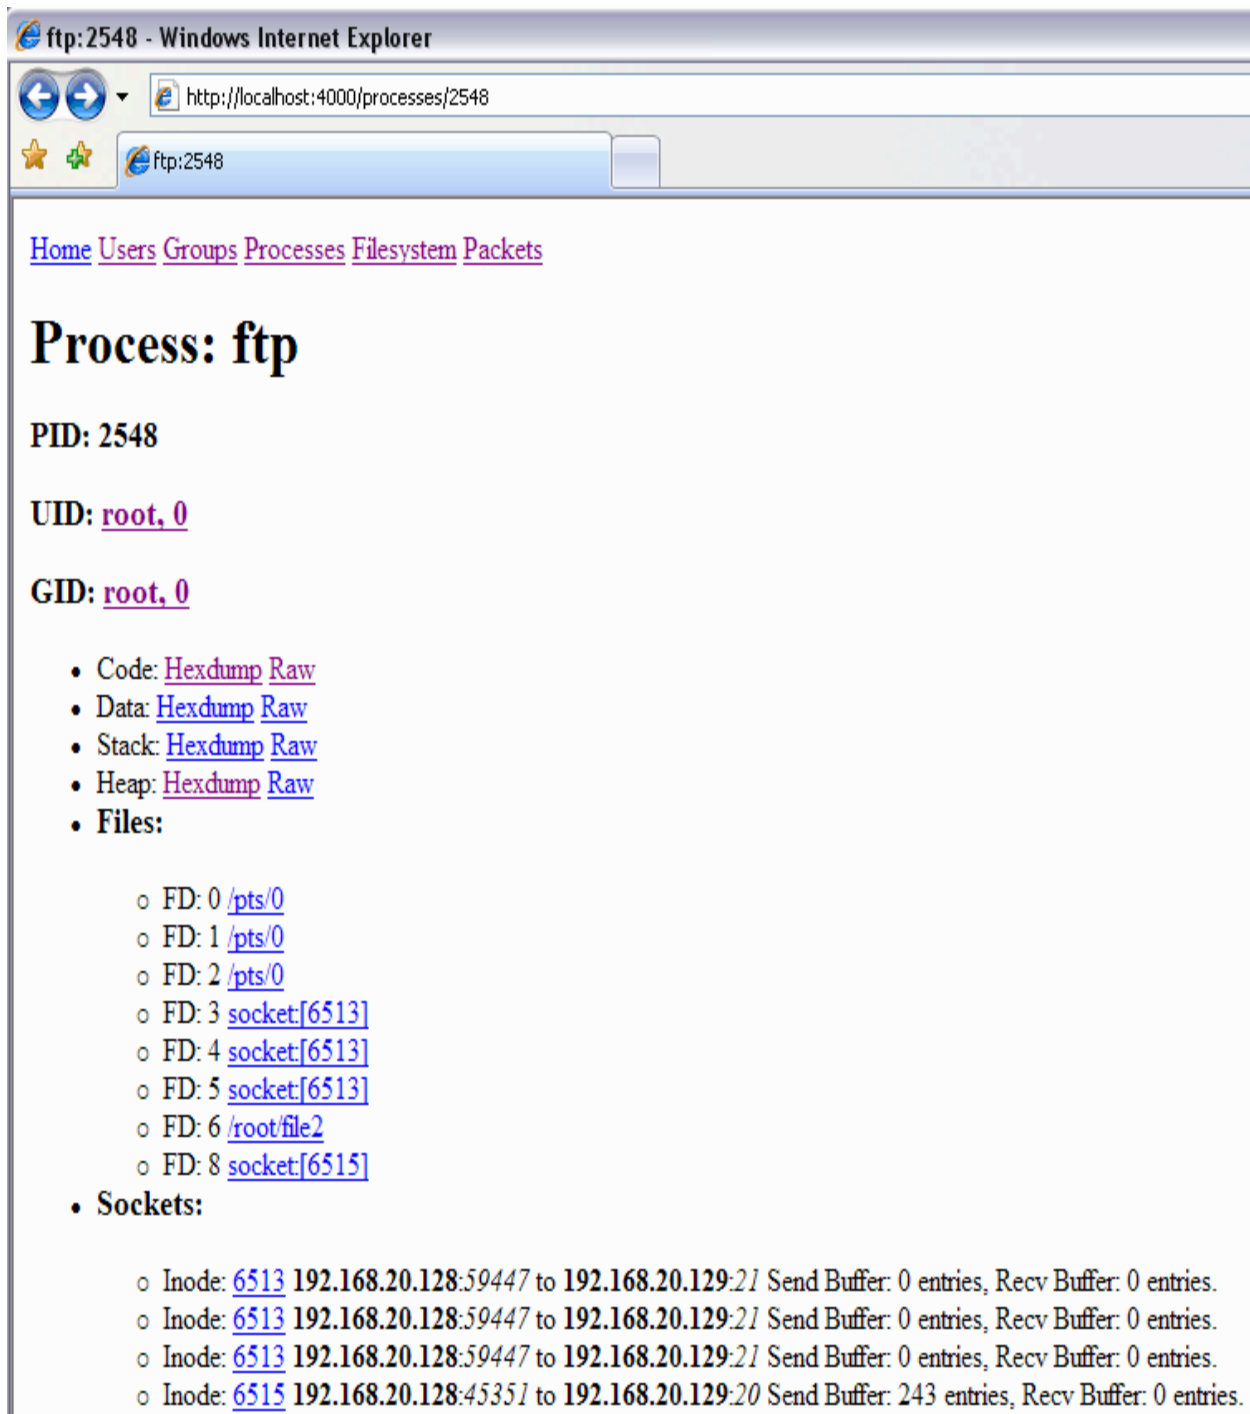 ftp:2548 - Windows Internet Explorer
http://localhost:4000/processes/2548
ftp:2548
Home Users Groups Processes Filesystem Packets
Process: ftp
PID: 2548
UID: root, 0
GID: root, 0
• Code: Hexdump Raw
• Data: Hexdump Raw
• Stack: Hexdump Raw
• Heap: Hexdump Raw
• Files:
o FD: 0 /pts/0
o FD: 1 /pts/0
o FD: 2 /pts/0
o FD: 3 socket:[6513]
o FD: 4 socket:[6513]
o FD: 5 socket:[6513]
o FD: 6 /root/file2
o FD: 8 socket:[6515]
• Sockets:
o Inode: 6513 192.168.20.128:59447 to 192.168.20.129:21 Send Buffer: 0 entries, Recv Buffer: 0 entries.
o Inode: 6513 192.168.20.128:59447 to 192.168.20.129:21 Send Buffer: 0 entries, Recv Buffer: 0 entries.
o Inode: 6513 192.168.20.128:59447 to 192.168.20.129:21 Send Buffer: 0 entries, Recv Buffer: 0 entries.
o Inode: 6515 192.168.20.128:45351 to 192.168.20.129:20 Send Buffer: 243 entries, Recv Buffer: 0 entries.